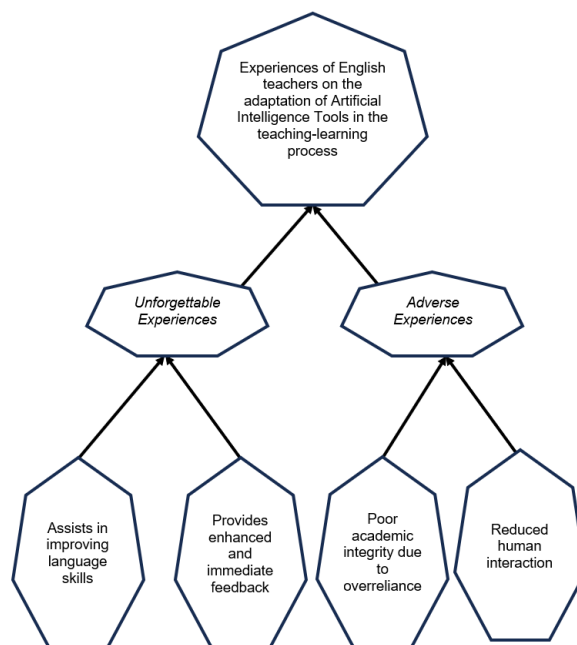 Experiences of English
teachers on the
adaptation of Artificial
Intelligence Tools in the
teaching-learning
process
Unforgettable
Experiences
Adverse
Experiences
Assists in
improving
language
skills
Provides
enhanced
and
immediate
feedback
Poor
academic
integrity due
to
overreliance
Reduced
human
interaction